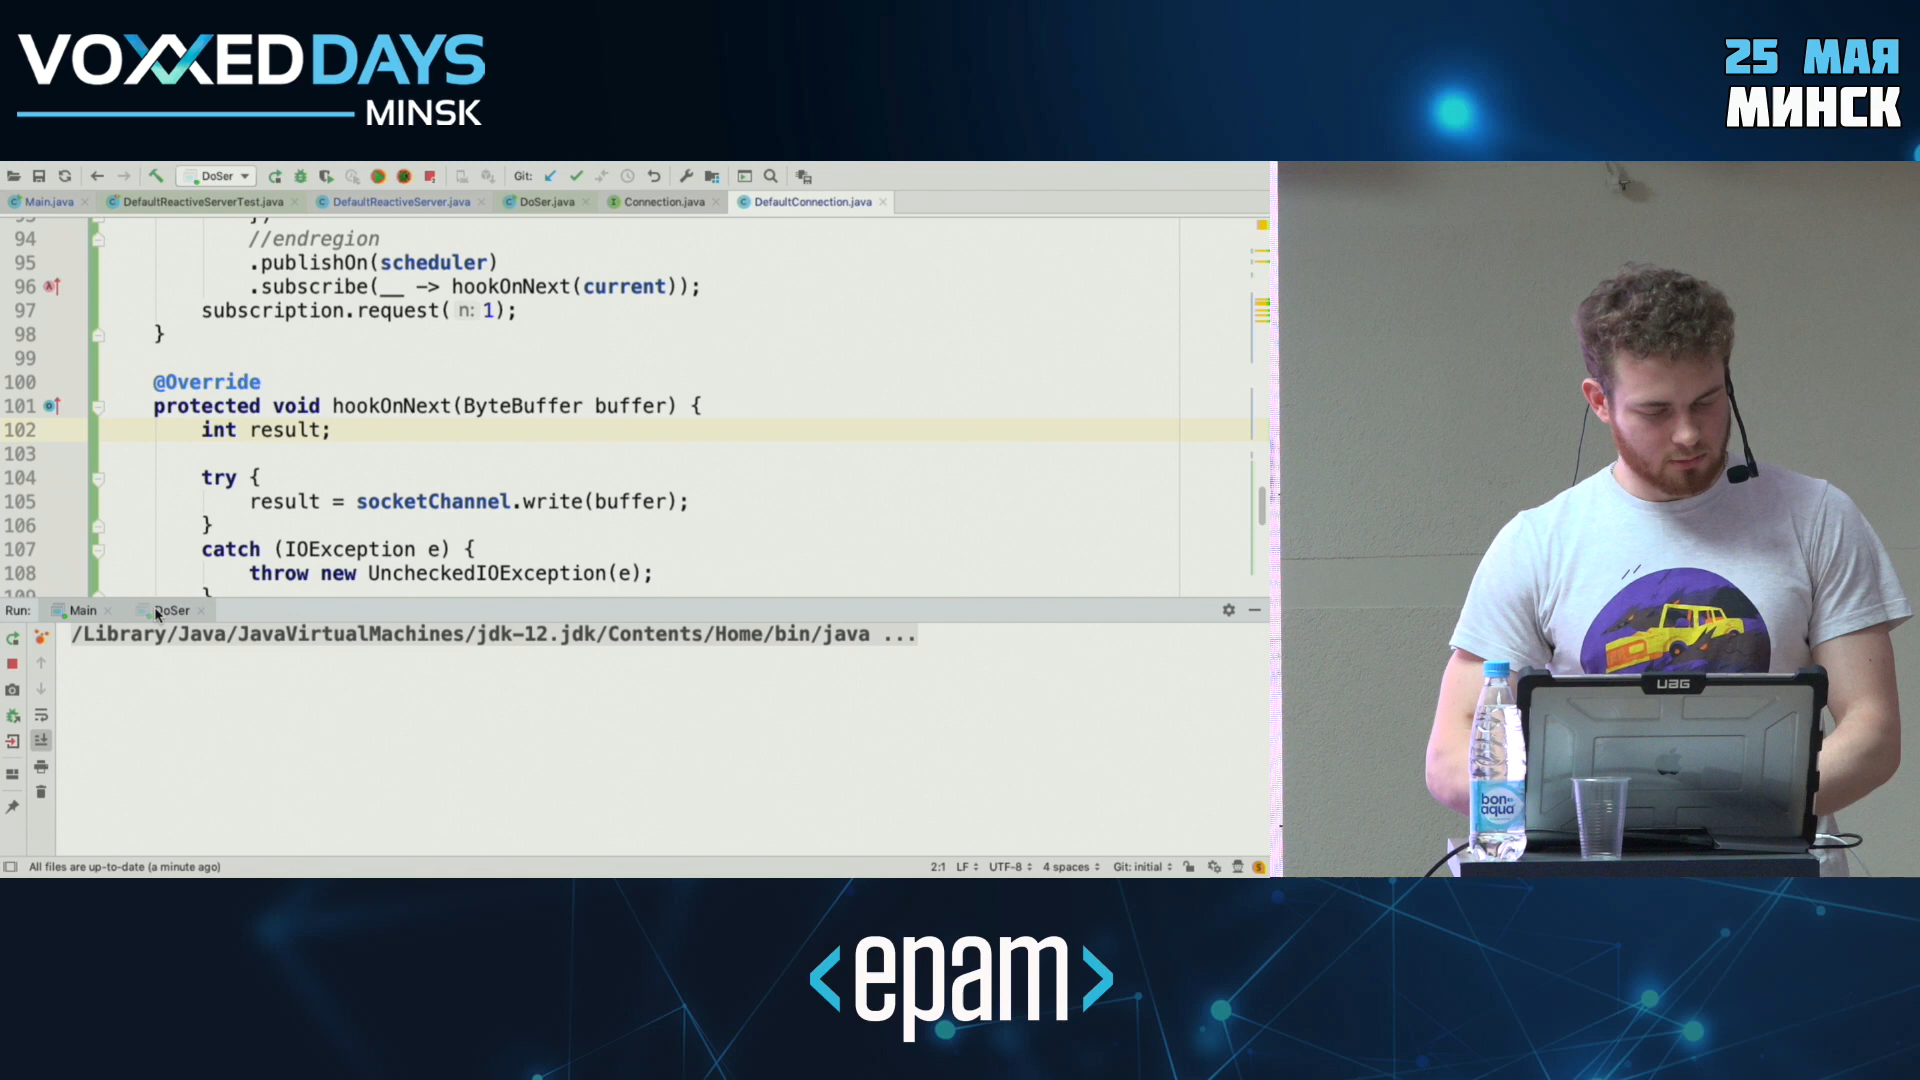 VOXXEDDAYS
MINSK
25 МАЯ
МИНСК
DoSer
Git:
Main.java
DefaultReactiveServerTest.java
DefaultReactiveServer.java
DoSer.java
Connection.java
DefaultConnection.java
94 //endregion
95 .publishOn(scheduler)
96 .subscribe(__ -> hookOnNext(current));
97 subscription.request( n: 1);
98 }
99
100 @Override
101 protected void hookOnNext(ByteBuffer buffer) {
102 int result;
103
104 try {
105 result = socketChannel.write(buffer);
106 }
107 catch (IOException e) {
108 throw new UncheckedIOException(e);
109 }
Run: Main DoSer
/Library/Java/JavaVirtualMachines/jdk-12.jdk/Contents/Home/bin/java ...
All files are up-to-date (a minute ago)
2:1 LF UTF-8 4 spaces Git: initial
UAG
bon
aqua
<epam>